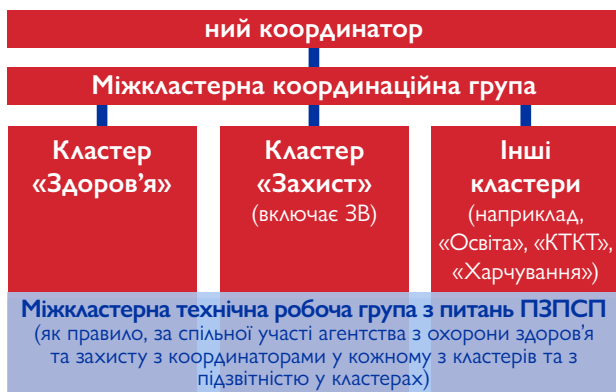 ний координатор
Міжкластерна координаційна група
Кластер
«Здоров’я»
Кластер
«Захист»
(включає ЗВ)
Інші
кластери
(наприклад,
«Освіта», «КТКТ»,
«Харчування»)
Міжкластерна технічна робоча група з питань ПЗПСП
(як правило, за спільної участі агентства з охорони здоров’я
та захисту з координаторами у кожному з кластерів та з
підзвітністю у кластерах)